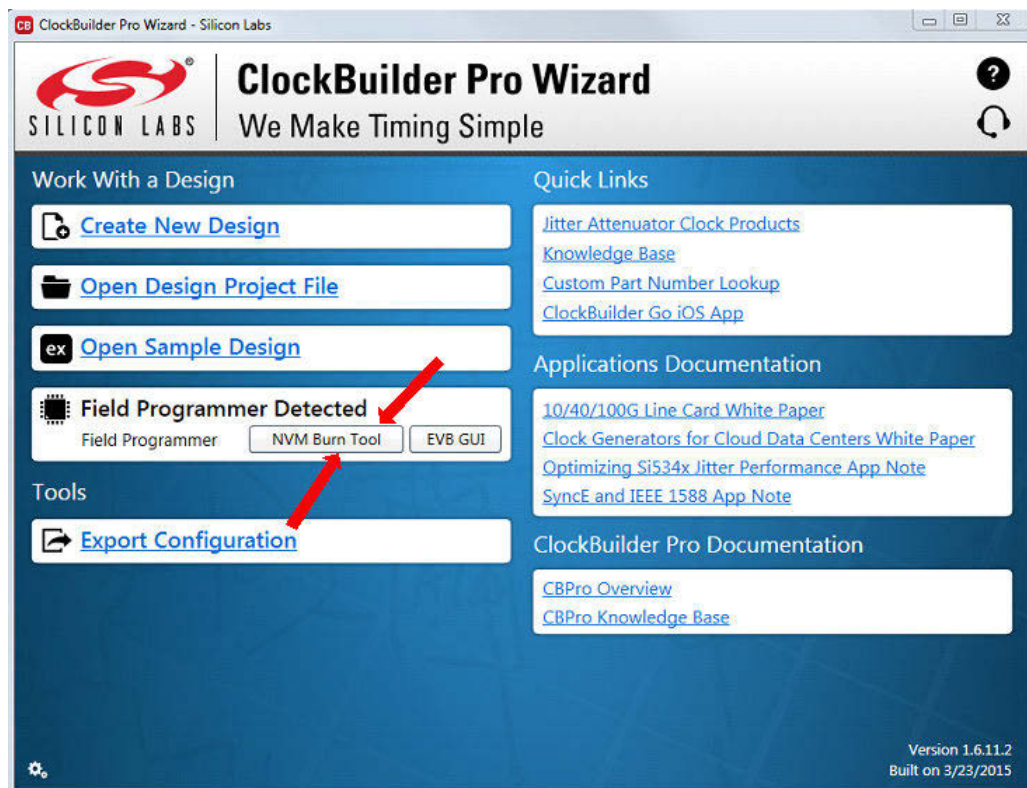 CB ClockBuilder Pro Wizard - Silicon Labs
SILICON LABS
ClockBuilder Pro Wizard
We Make Timing Simple
?
Work With a Design
Create New Design
Open Design Project File
ex Open Sample Design
Field Programmer Detected
Field Programmer NVM Burn Tool EVB GUI
Tools
Export Configuration
Quick Links
Jitter Attenuator Clock Products
Knowledge Base
Custom Part Number Lookup
ClockBuilder Go iOS App
Applications Documentation
10/40/100G Line Card White Paper
Clock Generators for Cloud Data Centers White Paper
Optimizing Si534x Jitter Performance App Note
SyncE and IEEE 1588 App Note
ClockBuilder Pro Documentation
CBPro Overview
CBPro Knowledge Base
Version 1.6.11.2
Built on 3/23/2015